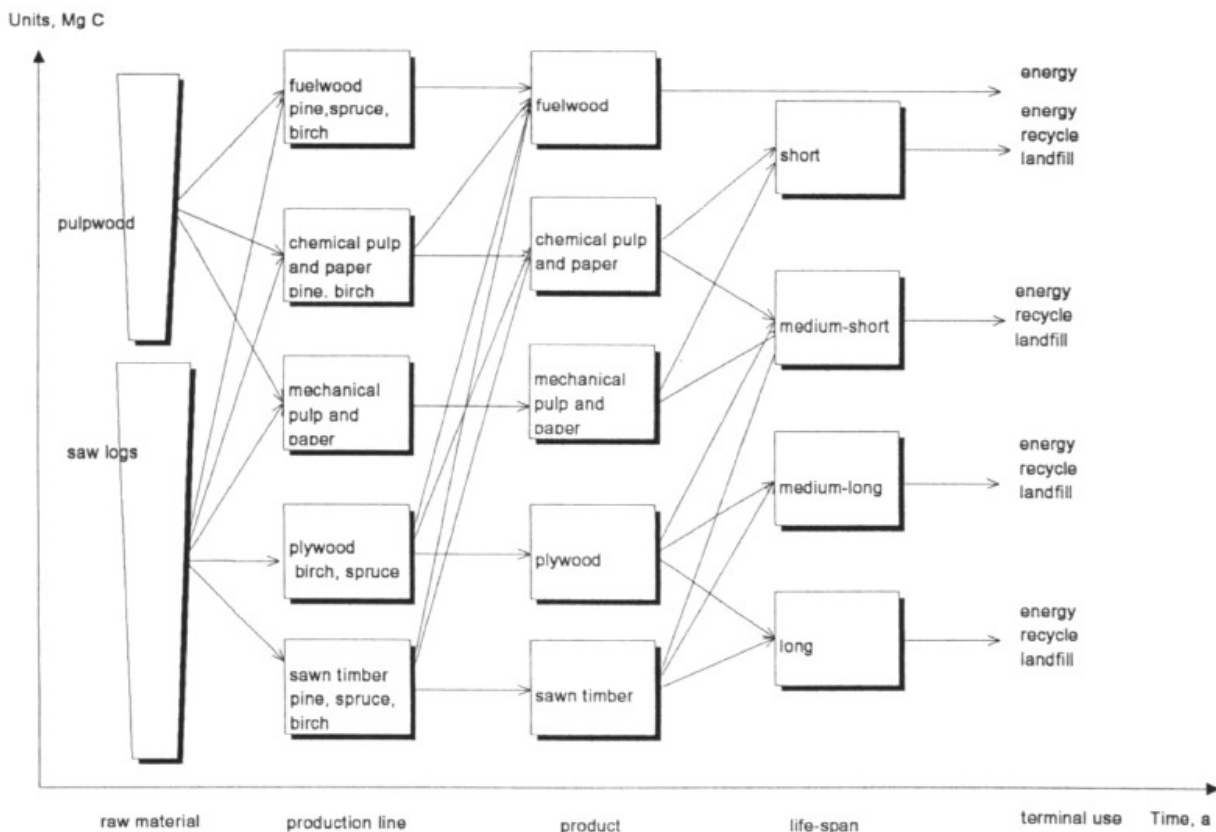 Units, Mg C
pulpwood
saw logs
fuelwood
pine,spruce,
birch
chemical pulp
and paper
pine, birch
mechanical
pulp and
paper
plywood
birch, spruce
sawn timber
pine, spruce,
birch
fuelwood
chemical pulp
and paper
mechanical
pulp and
paper
plywood
sawn timber
short
medium-short
medium-long
long
energy
energy
recycle
landfill
energy
recycle
landfill
energy
recycle
landfill
energy
recycle
landfill
raw material
production line
product
life-span
terminal use
Time, a